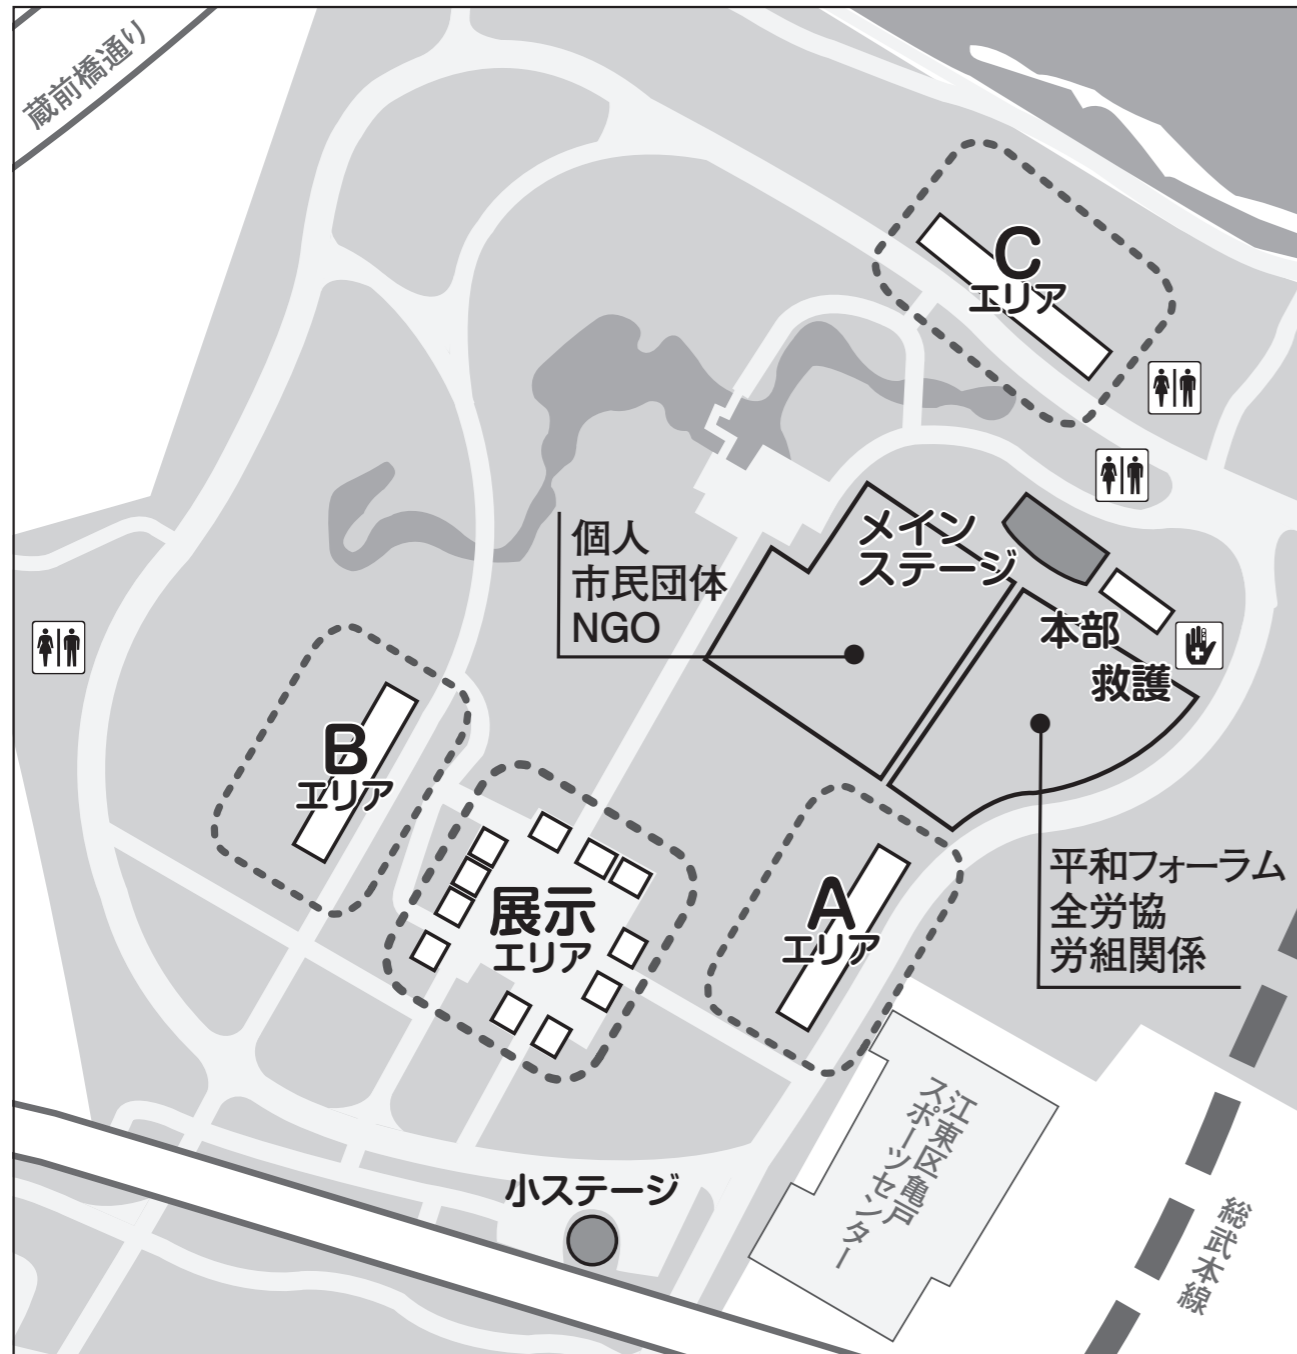 蔵前橋通り
C
エリア
メイン
ステージ
個人
市民団体
NGO
本部
救護
B
エリア
展示
エリア
A
エリア
平和フォーラム
全労協
労組関係
江東区亀戸
スポーツセンター
小ステージ
総武本線